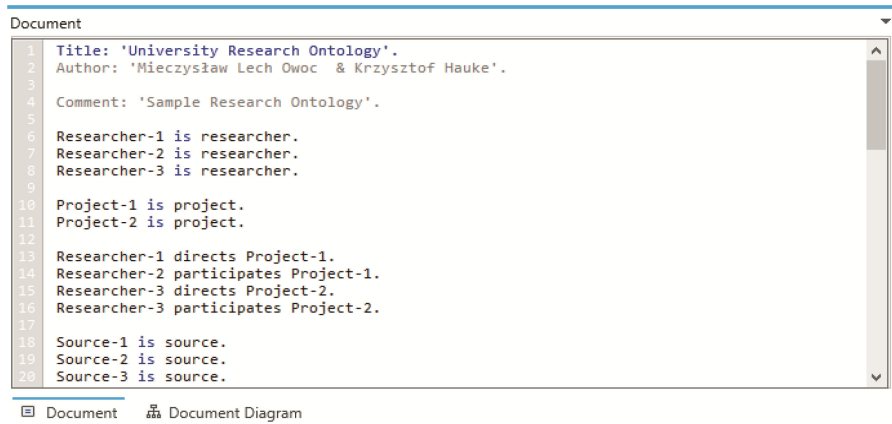 Document
1 Title: 'University Research Ontology'.
2 Author: 'Mieczysław Lech Owoc  & Krzysztof Hauke'.
3
4 Comment: 'Sample Research Ontology'.
5
6 Researcher-1 is researcher.
7 Researcher-2 is researcher.
8 Researcher-3 is researcher.
9
10 Project-1 is project.
11 Project-2 is project.
12
13 Researcher-1 directs Project-1.
14 Researcher-2 participates Project-1.
15 Researcher-3 directs Project-2.
16 Researcher-3 participates Project-2.
17
18 Source-1 is source.
19 Source-2 is source.
20 Source-3 is source.
Document Document Diagram